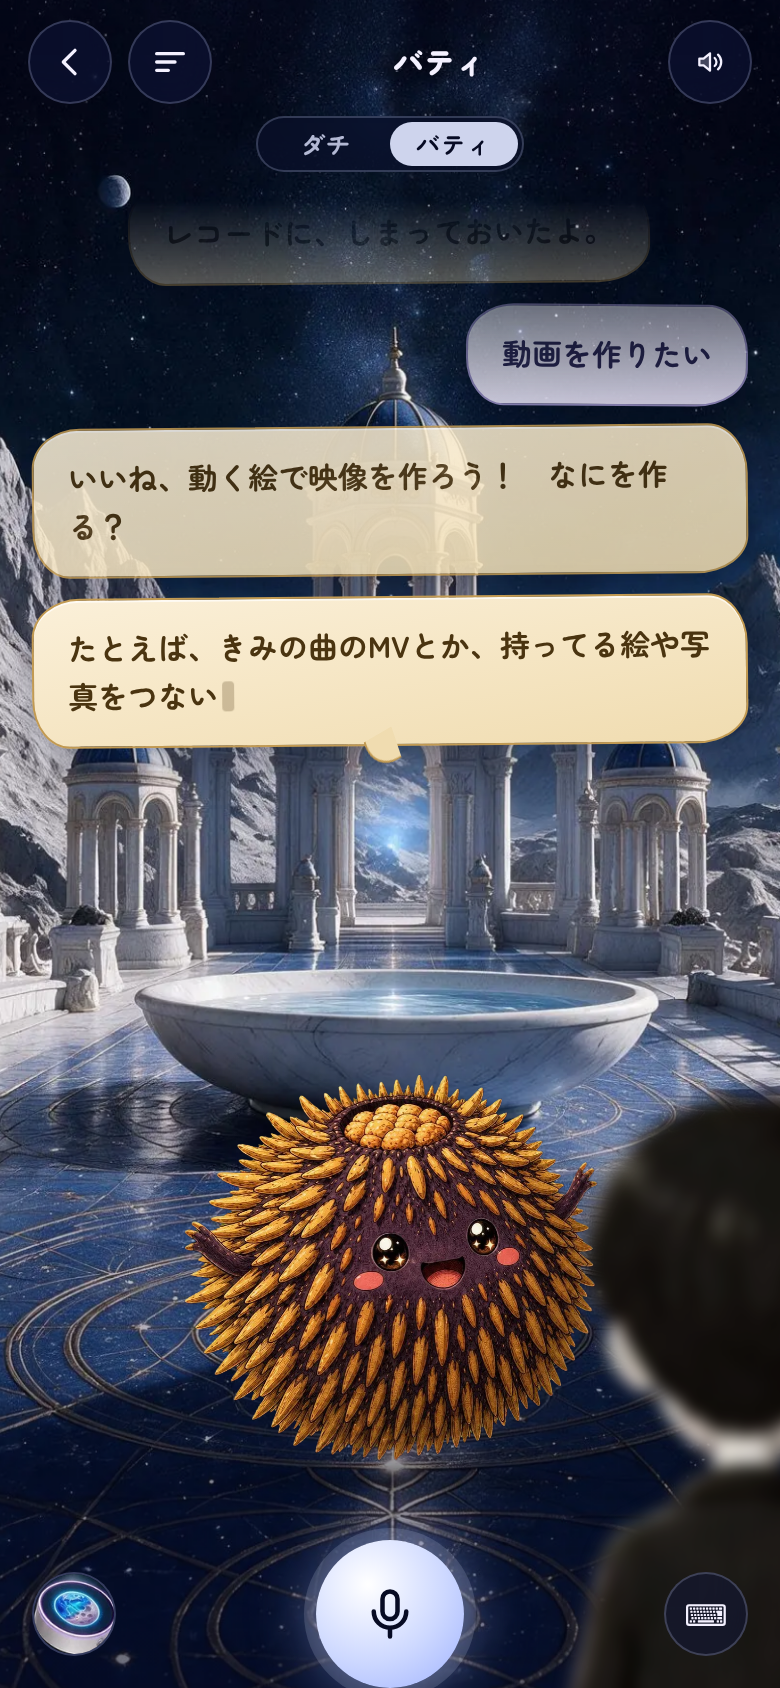 バティ
ダチ
バティ
レコードに、しまっておいたよ。
動画を作りたい
いいね、動く絵で映像を作ろう！　なにを作
る？
たとえば、きみの曲のMVとか、持ってる絵や写
真をつない